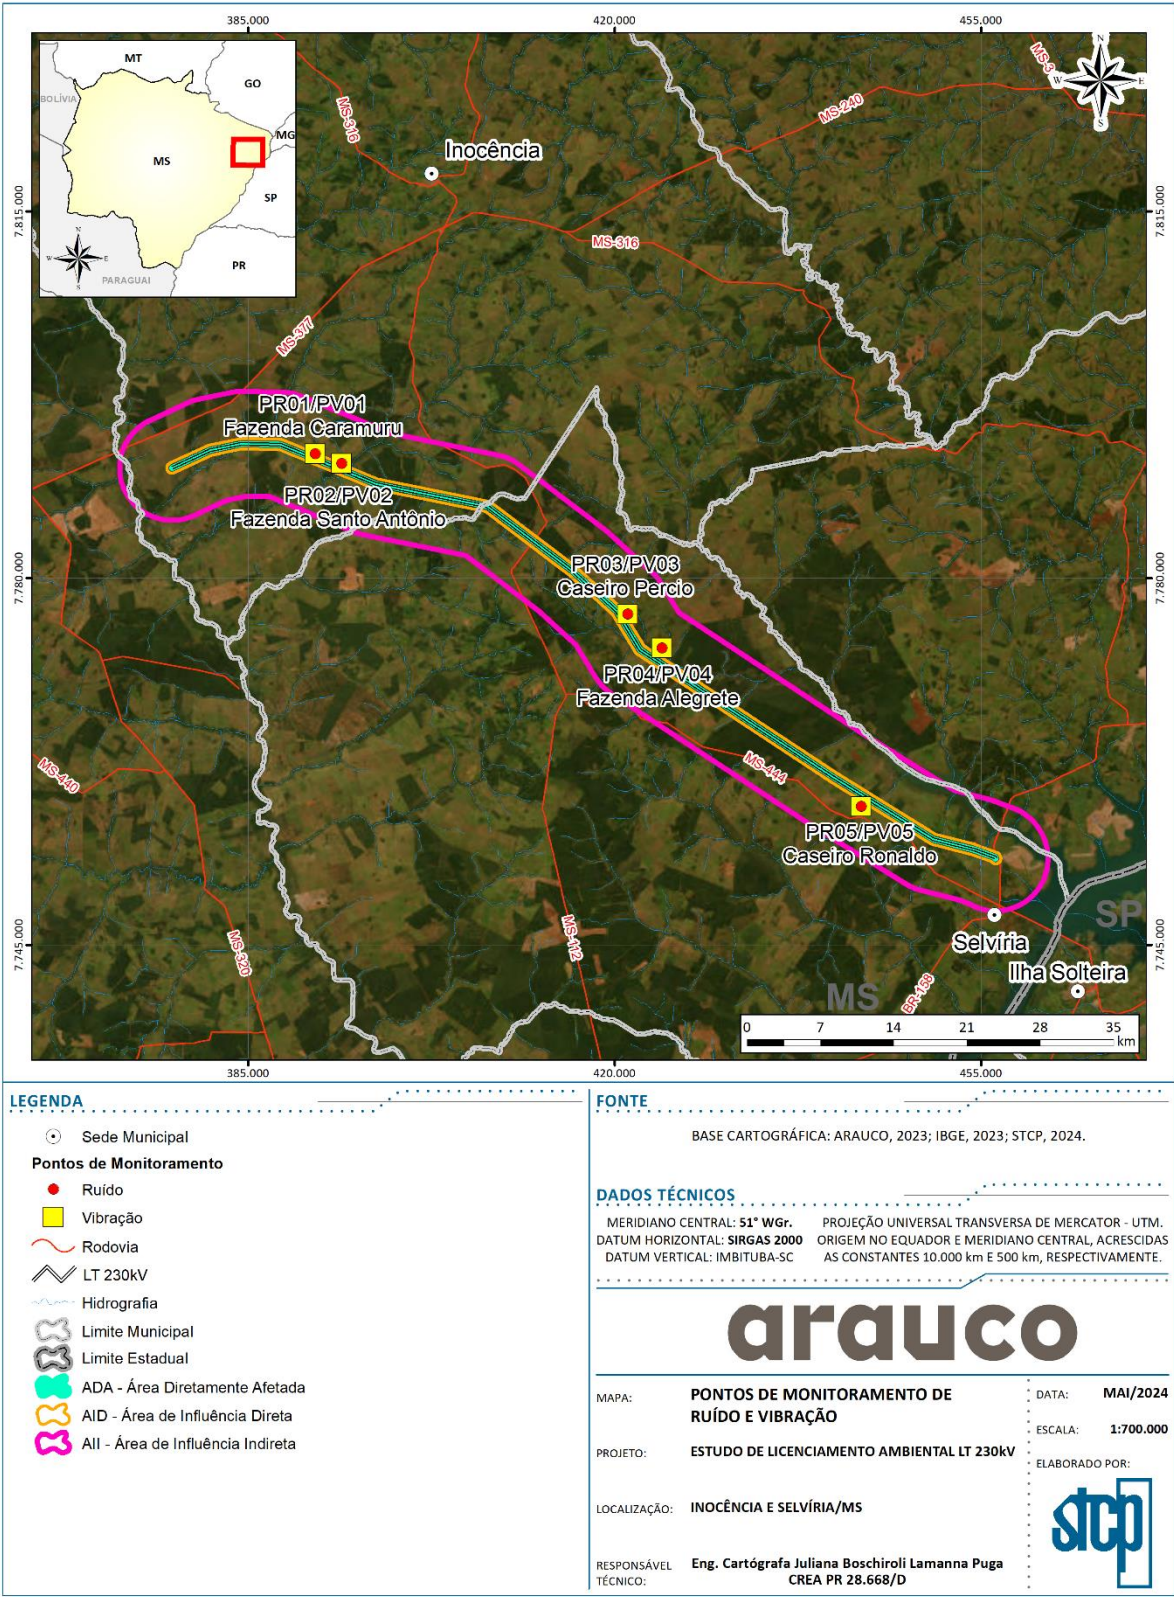 385.000
420.000
455.000
MT
GO
BOLÍVIA
MG
MS
SP
PR
PARAGUAI
N
W
E
S
N
W
E
S
MS-316
MS-240
MS-3
Inocência
7.815.000
7.815.000
MS-316
MS-377
PR01/PV01
Fazenda Caramuru
PR02/PV02
Fazenda Santo Antônio
PR03/PV03
Caseiro Percio
7.780.000
7.780.000
PR04/PV04
Fazenda Alegrete
MS-444
MS-440
PR05/PV05
Caseiro Ronaldo
MS-320
MS-112
SP
Selvíria
7.745.000
7.745.000
Ilha Solteira
MS
BR-158
0 7 14 21 28 35
km
385.000
420.000
455.000
LEGENDA
Sede Municipal
Pontos de Monitoramento
Ruído
Vibração
Rodovia
LT 230kV
Hidrografia
Limite Municipal
Limite Estadual
ADA - Área Diretamente Afetada
AID - Área de Influência Direta
AII - Área de Influência Indireta
FONTE
BASE CARTOGRÁFICA: ARAUCO, 2023; IBGE, 2023; STCP, 2024.
DADOS TÉCNICOS
MERIDIANO CENTRAL: 51° WGr.
DATUM HORIZONTAL: SIRGAS 2000
DATUM VERTICAL: IMBITUBA-SC
PROJEÇÃO UNIVERSAL TRANSVERSA DE MERCATOR - UTM.
ORIGEM NO EQUADOR E MERIDIANO CENTRAL, ACRESCIDAS
AS CONSTANTES 10.000 km E 500 km, RESPECTIVAMENTE.
arauco
MAPA: PONTOS DE MONITORAMENTO DE
RUÍDO E VIBRAÇÃO
PROJETO: ESTUDO DE LICENCIAMENTO AMBIENTAL LT 230kV
LOCALIZAÇÃO: INOCÊNCIA E SELVÍRIA/MS
RESPONSÁVEL
TÉCNICO:
Eng. Cartógrafa Juliana Boschiroli Lamanna Puga
CREA PR 28.668/D
DATA: MAI/2024
ESCALA: 1:700.000
ELABORADO POR:
stcp